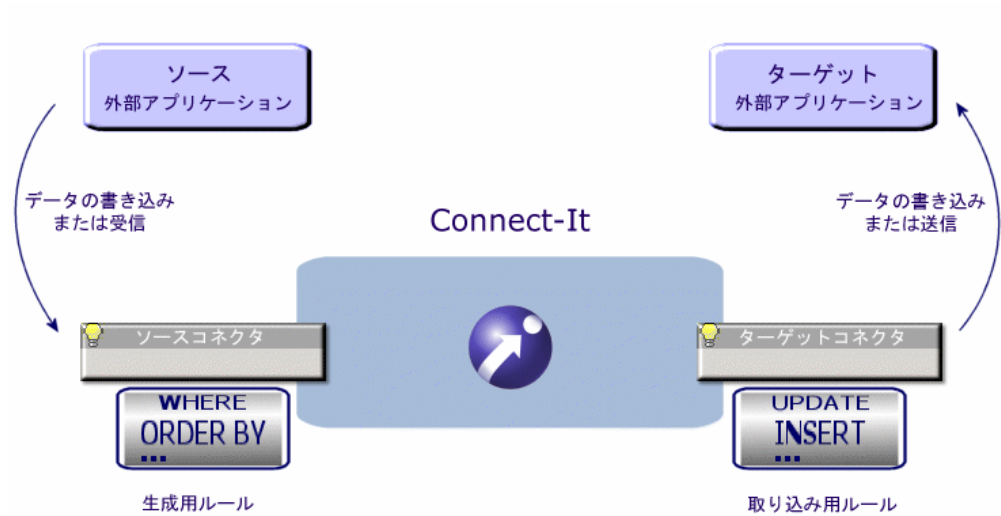 ソース
外部アプリケーション
ターゲット
外部アプリケーション
データの書き込み
または受信
データの書き込み
または送信
Connect-It
ソースコネクタ
ターゲットコネクタ
WHERE
ORDER BY
...
UPDATE
INSERT
...
生成用ルール
取り込み用ルール